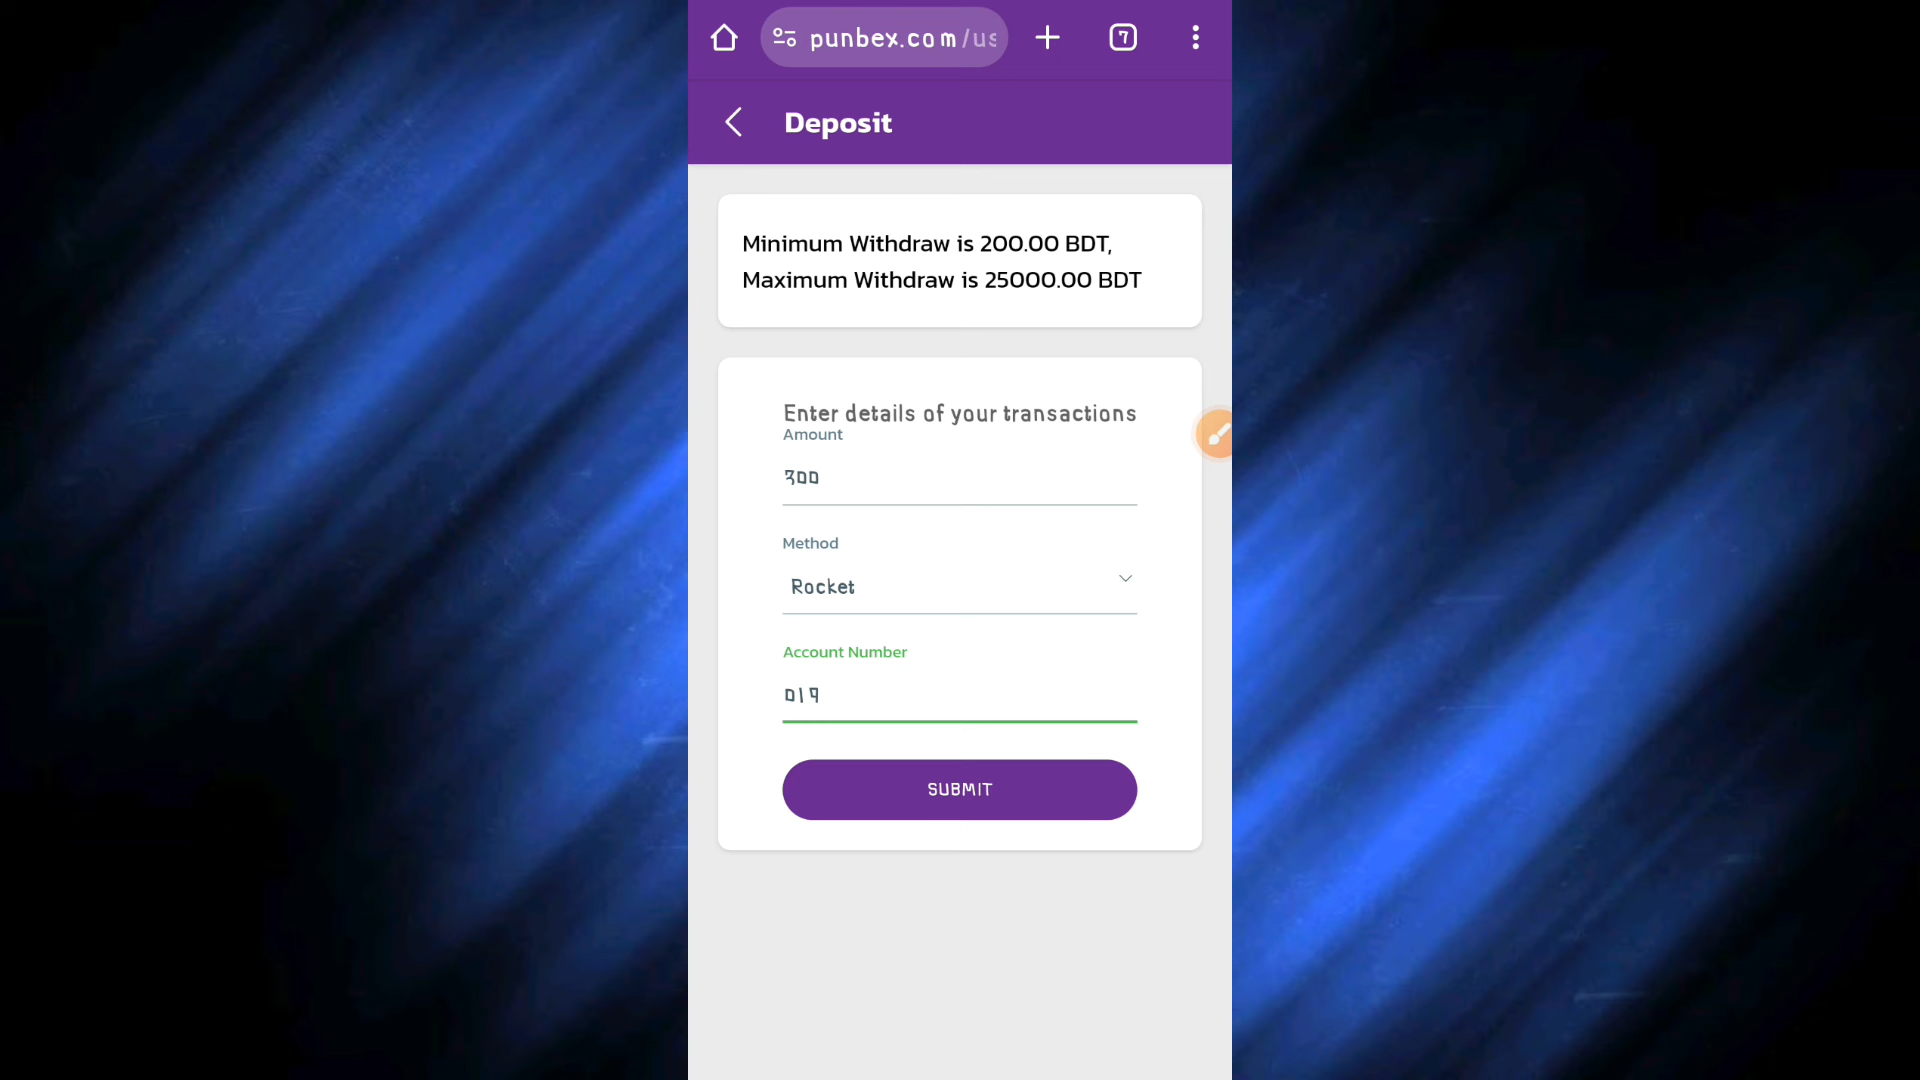 punbex.com/us
7
Deposit
Minimum Withdraw is 200.00 BDT,
Maximum Withdraw is 25000.00 BDT
Enter details of your transactions
Amount
300
Method
Rocket
Account Number
019
SUBMIT